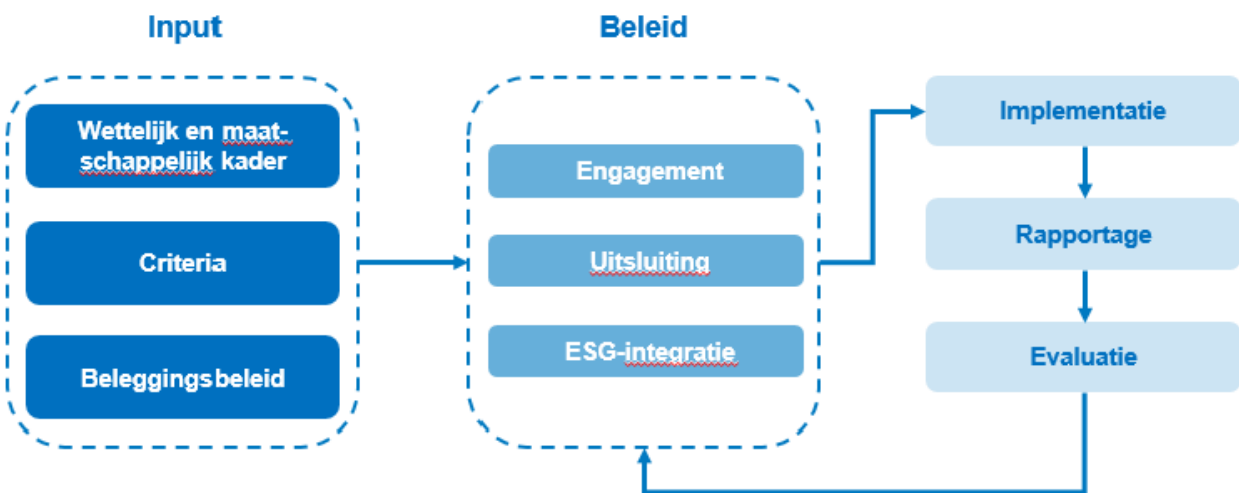 Input
Wettelijk en maat-
schappelijk kader
Criteria
Beleggingsbeleid
Beleid
Engagement
Uitsluiting
ESG-integratie
Implementatie
Rapportage
Evaluatie